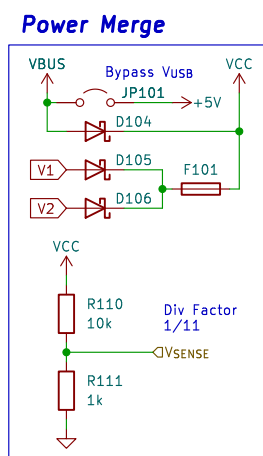 Power Merge
VBUS
Bypass VUSB
VCC
JP101
+5V
D104
V1
D105
F101
V2
D106
VCC
R110
10k
Div Factor
1/11
VSENSE
R111
1k